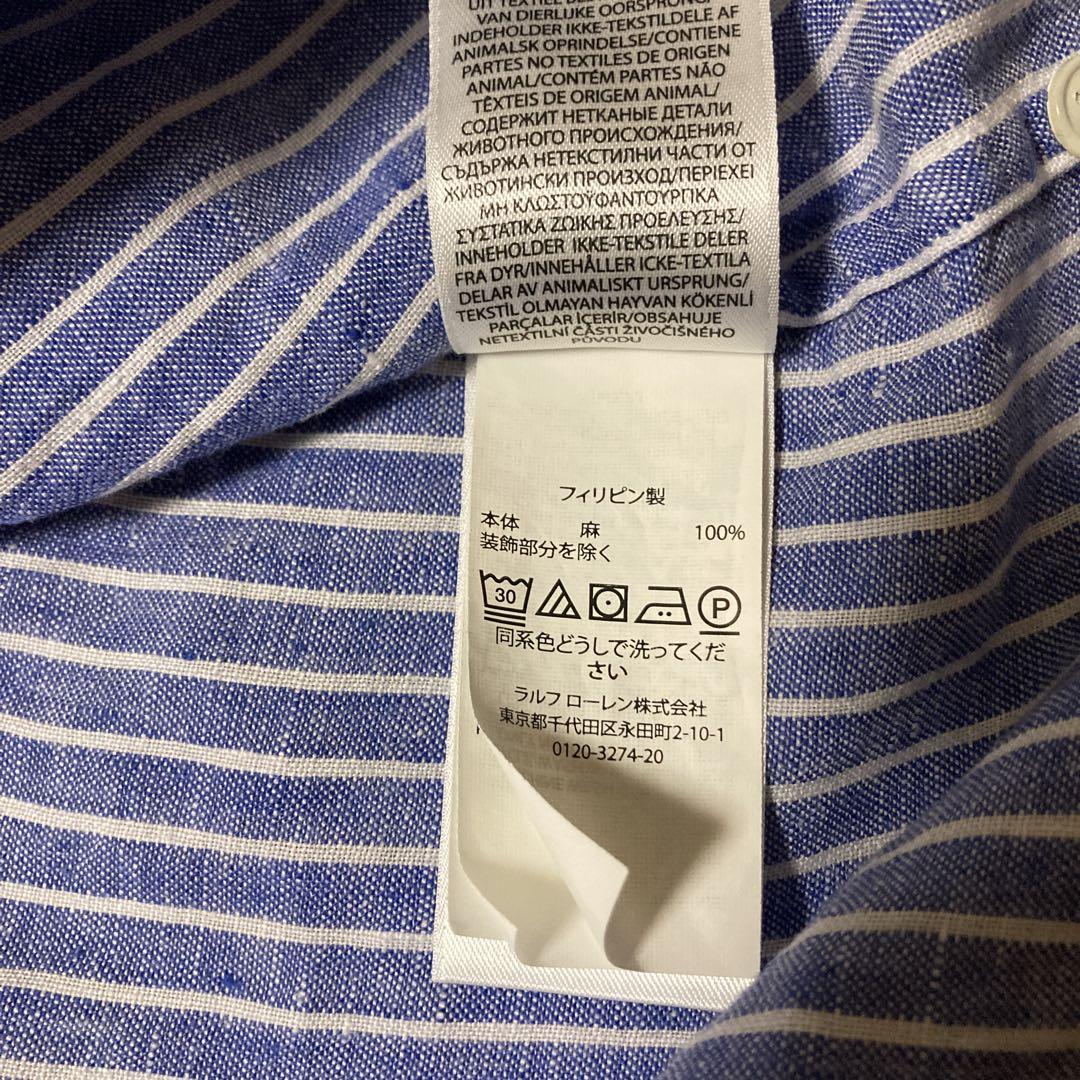 VAN DIERLIJKE OORSPRONG/
INDEHOLDER IKKE-TEKSTILDELE AF
ANIMALSK OPRINDELSE/CONTIENE
PARTES NO TEXTILES DE ORIGEN
ANIMAL/CONTÉM PARTES NÃO
TÊXTEIS DE ORIGEM ANIMAL/
СОДЕРЖИТ НЕТКАНЫЕ ДЕТАЛИ
ЖИВОТНОГО ПРОИСХОЖДЕНИЯ/
СЪДЪРЖА НЕТЕКСТИЛНИ ЧАСТИ ОТ
ЖИВОТИНСКИ ПРОИЗХОД/ΠΕΡΙΕΧΕΙ
ΜΗ ΚΛΩΣΤΟΫΦΑΝΤΟΥΡΓΙΚΑ
ΣΥΣΤΑΤΙΚΑ ΖΩΙΚΗΣ ΠΡΟΕΛΕΥΣΗΣ/
INNEHOLDER IKKE-TEKSTILE DELER
FRA DYR/INNEHÅLLER ICKE-TEXTILA
DELAR AV ANIMALISKT URSPRUNG/
TEKSTİL OLMAYAN HAYVAN KÖKENLİ
PARÇALAR İÇERİR/OBSAHUJE
NETEXTILNÍ ČÁSTI ŽIVOČIŠNÉHO
PŮVODU
フィリピン製
本体 麻 100%
装飾部分を除く
30 P
同系色どうしで洗ってくだ
さい
ラルフ ローレン株式会社
東京都千代田区永田町2-10-1
0120-3274-20